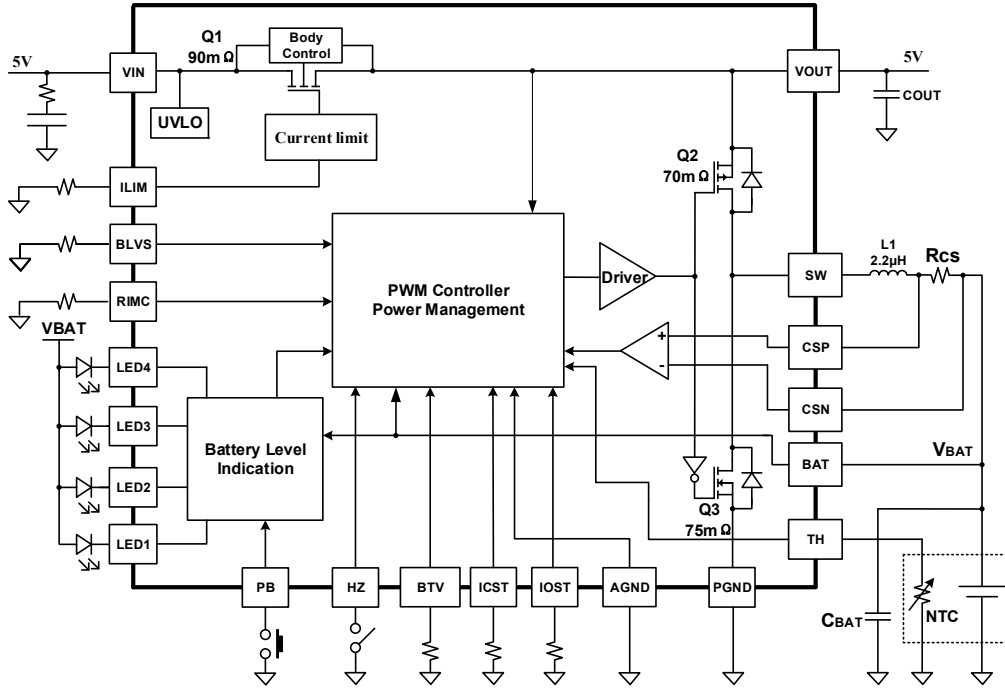 Q1
90mΩ
Body
Control
5V
VIN
VOUT
5V
COUT
UVLO
Current limit
ILIM
Q2
70mΩ
BLVS
RIMC
PWM Controller
Power Management
Driver
SW
L1
2.2µH
Rcs
VBAT
LED4
+
-
CSP
CSN
LED3
Battery Level
Indication
BAT
VBAT
LED2
Q3
75mΩ
LED1
TH
PB
HZ
BTV
ICST
IOST
AGND
PGND
CBAT
NTC